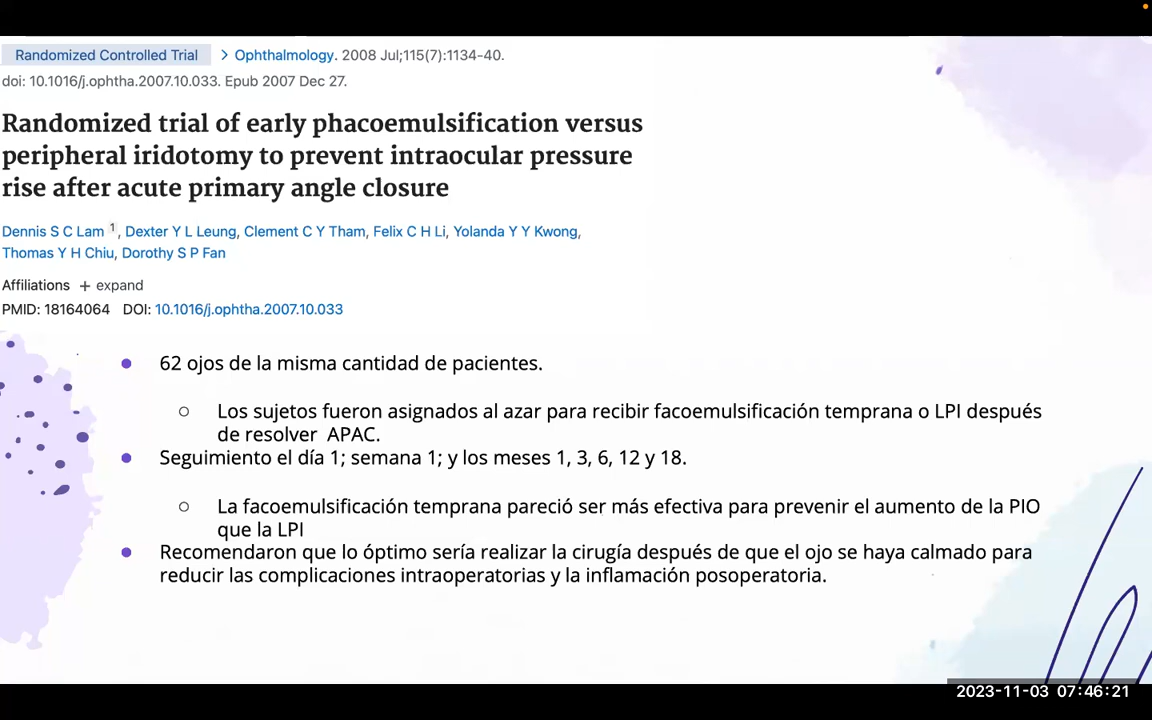 Randomized Controlled Trial > Ophthalmology. 2008 Jul;115(7):1134-40.
doi: 10.1016/j.ophtha.2007.10.033. Epub 2007 Dec 27.
Randomized trial of early phacoemulsification versus
peripheral iridotomy to prevent intraocular pressure
rise after acute primary angle closure
Dennis S C Lam 1, Dexter Y L Leung, Clement C Y Tham, Felix C H Li, Yolanda Y Y Kwong,
Thomas Y H Chiu, Dorothy S P Fan
Affiliations + expand
PMID: 18164064 DOI: 10.1016/j.ophtha.2007.10.033
● 62 ojos de la misma cantidad de pacientes.
○ Los sujetos fueron asignados al azar para recibir facoemulsificación temprana o LPI después
de resolver APAC.
● Seguimiento el día 1; semana 1; y los meses 1, 3, 6, 12 y 18.
○ La facoemulsificación temprana pareció ser más efectiva para prevenir el aumento de la PIO
que la LPI
● Recomendaron que lo óptimo sería realizar la cirugía después de que el ojo se haya calmado para
reducir las complicaciones intraoperatorias y la inflamación posoperatoria.
2023-11-03 07:46:21